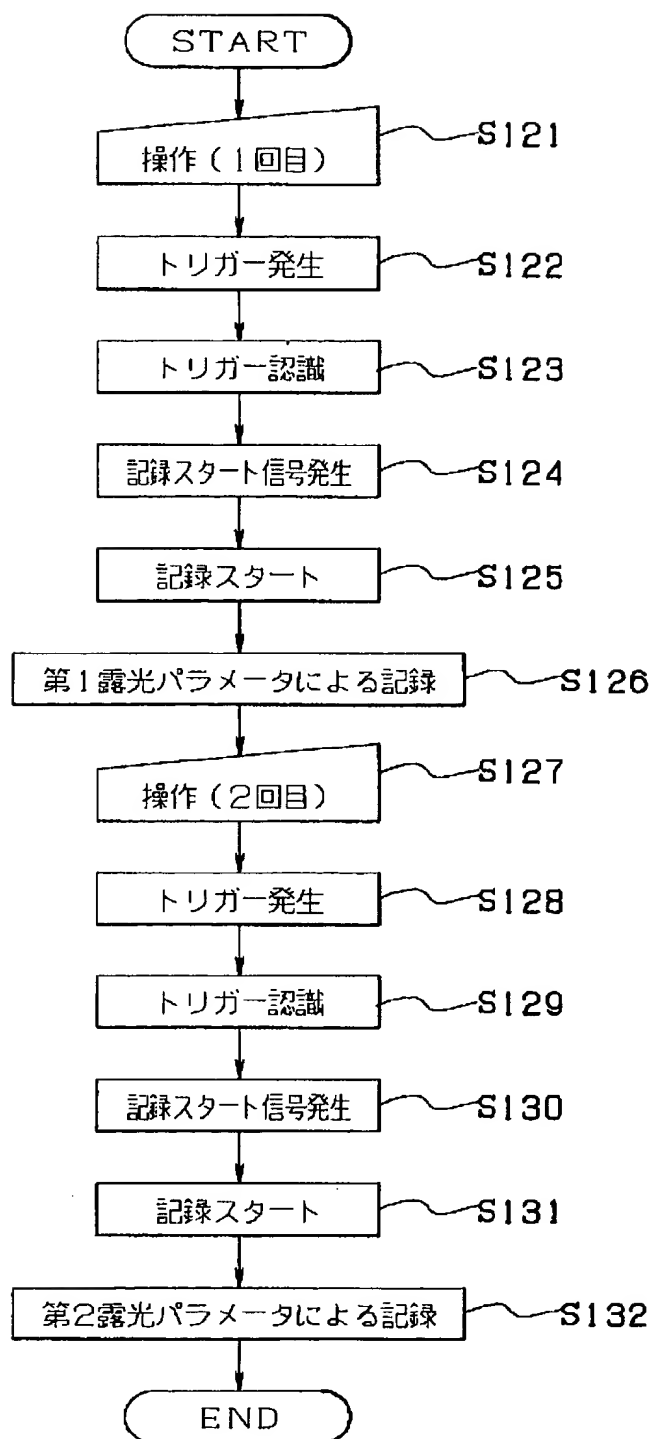 START
操作(1回目)
S121
トリガー発生
S122
トリガー認識
S123
記録スタート信号発生
S124
記録スタート
S125
第1露光パラメータによる記録
S126
操作(2回目)
S127
トリガー発生
S128
トリガー認識
S129
記録スタート信号発生
S130
記録スタート
S131
第2露光パラメータによる記録
S132
END